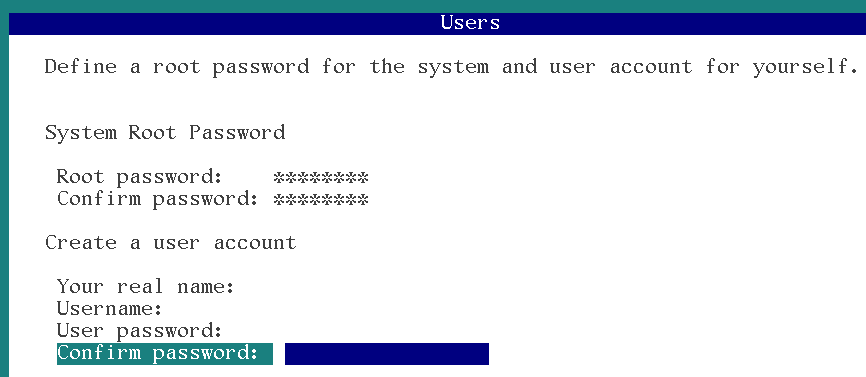 Users
Define a root password for the system and user account for yourself.
System Root Password
Root password: ********
Confirm password: ********
Create a user account
Your real name:
Username:
User password:
Confirm password: